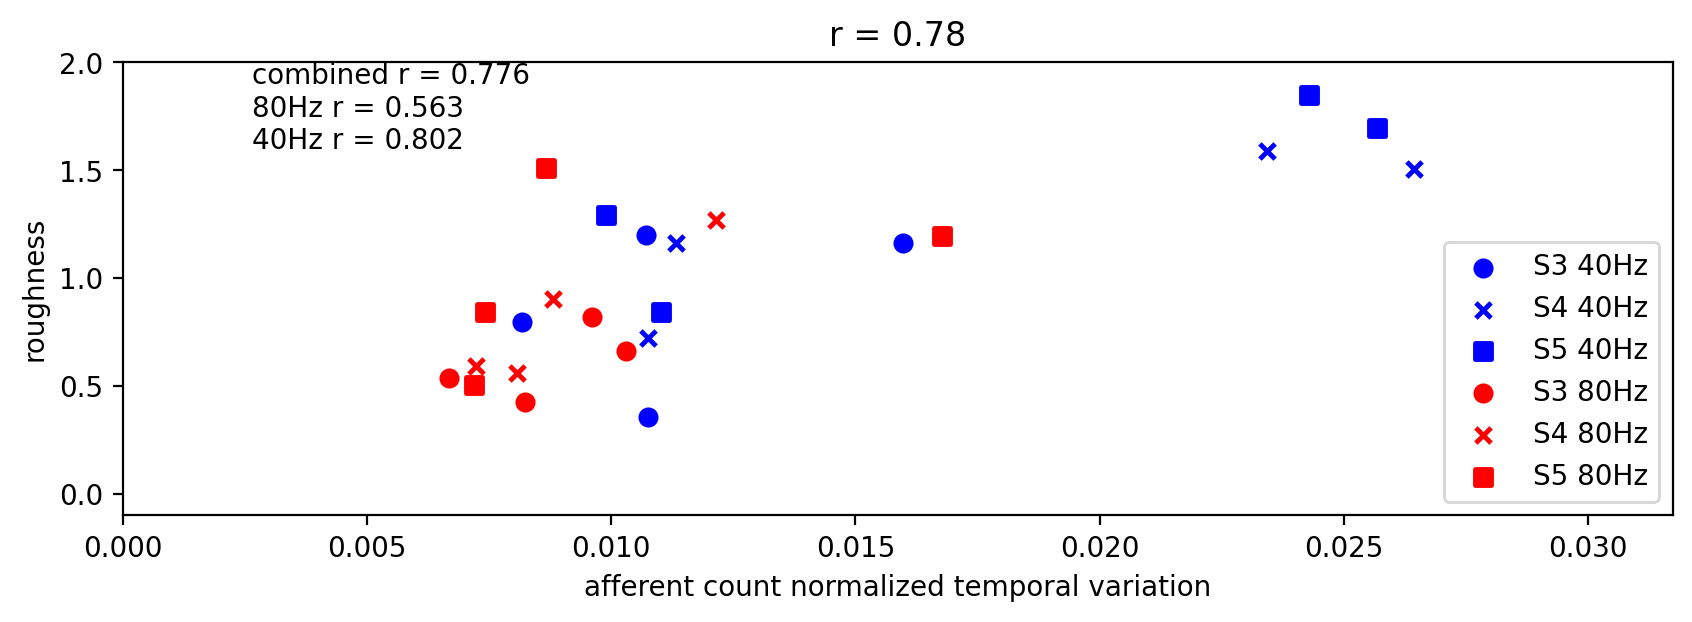 r = 0.78
combined r = 0.776
80Hz r = 0.563
40Hz r = 0.802
2.0
1.5
1.0
0.5
0.0
roughness
S3 40Hz
S4 40Hz
S5 40Hz
S3 80Hz
S4 80Hz
S5 80Hz
0.000 0.005 0.010 0.015 0.020 0.025 0.030
afferent count normalized temporal variation